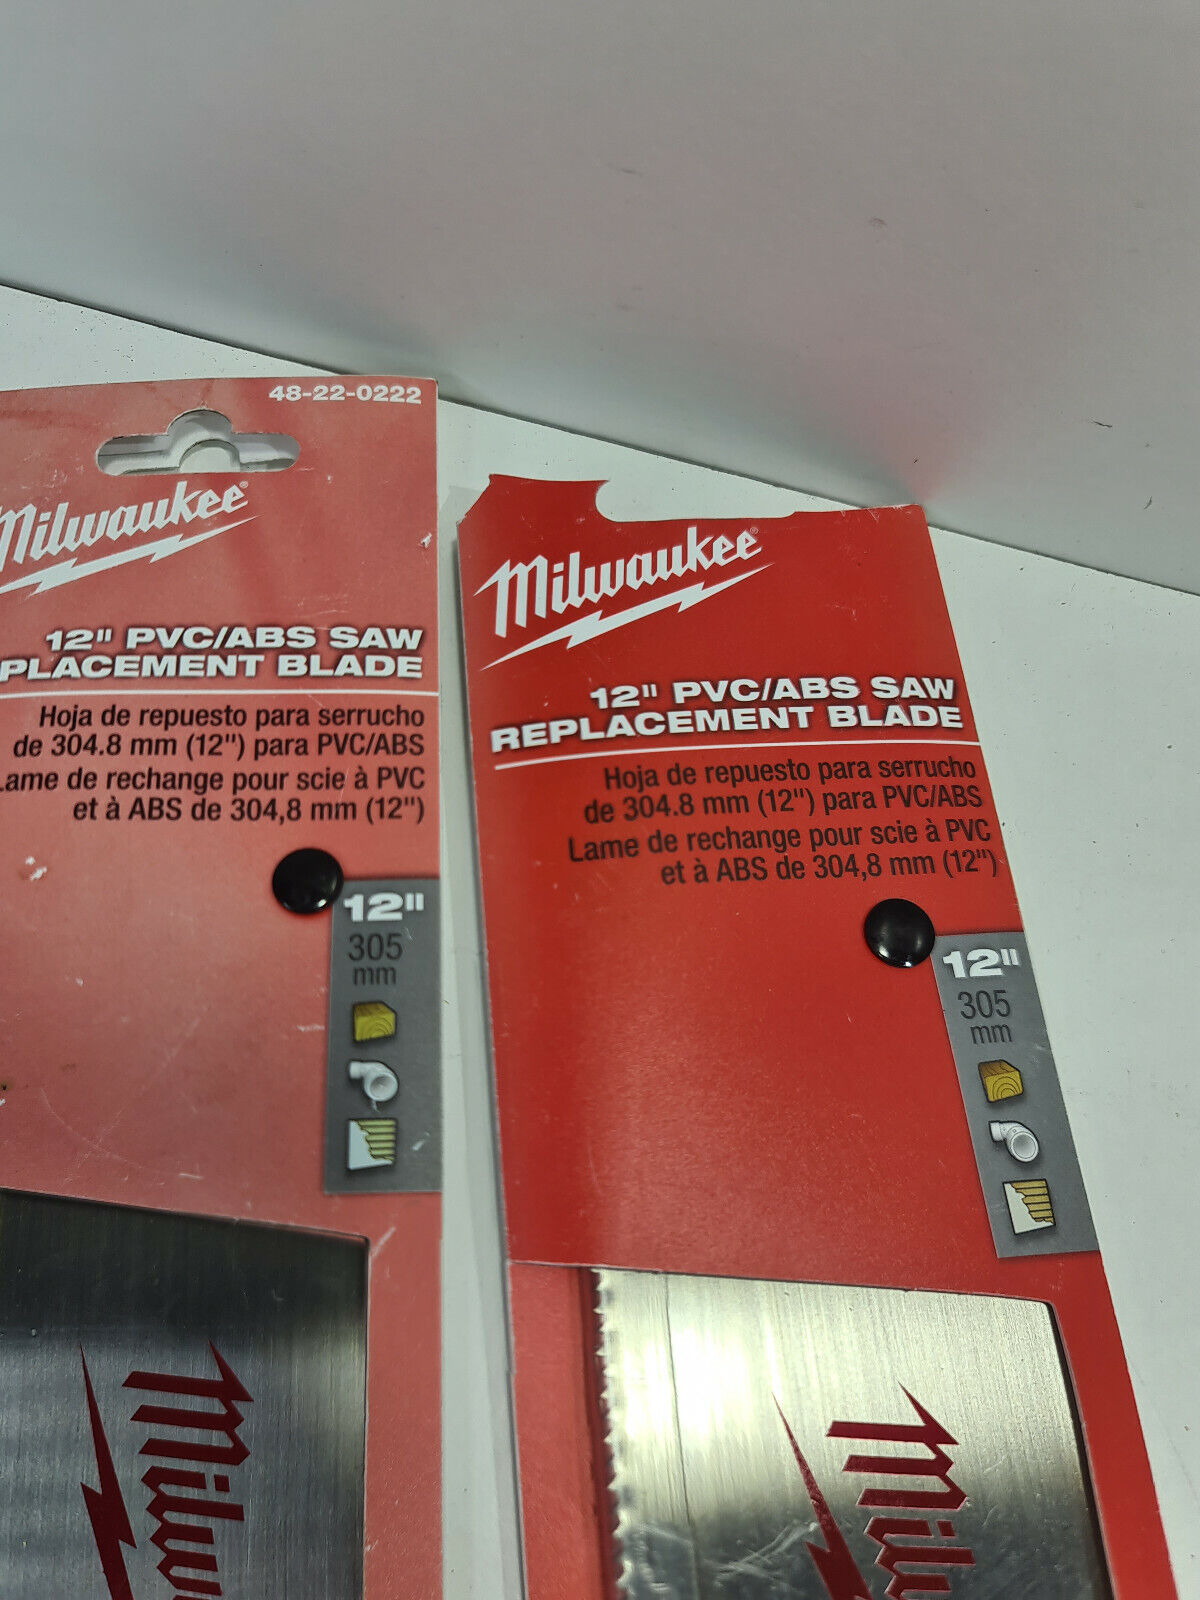 48-22-0222
Milwaukee®
12" PVC/ABS SAW
PLACEMENT BLADE
Hoja de repuesto para serrucho
de 304.8 mm (12") para PVC/ABS
Lame de rechange pour scie à PVC
et à ABS de 304,8 mm (12")
12"
305
mm
Milw
Milwaukee®
12" PVC/ABS SAW
REPLACEMENT BLADE
Hoja de repuesto para serrucho
de 304.8 mm (12") para PVC/ABS
Lame de rechange pour scie à PVC
et à ABS de 304,8 mm (12")
12"
305
mm
Milw